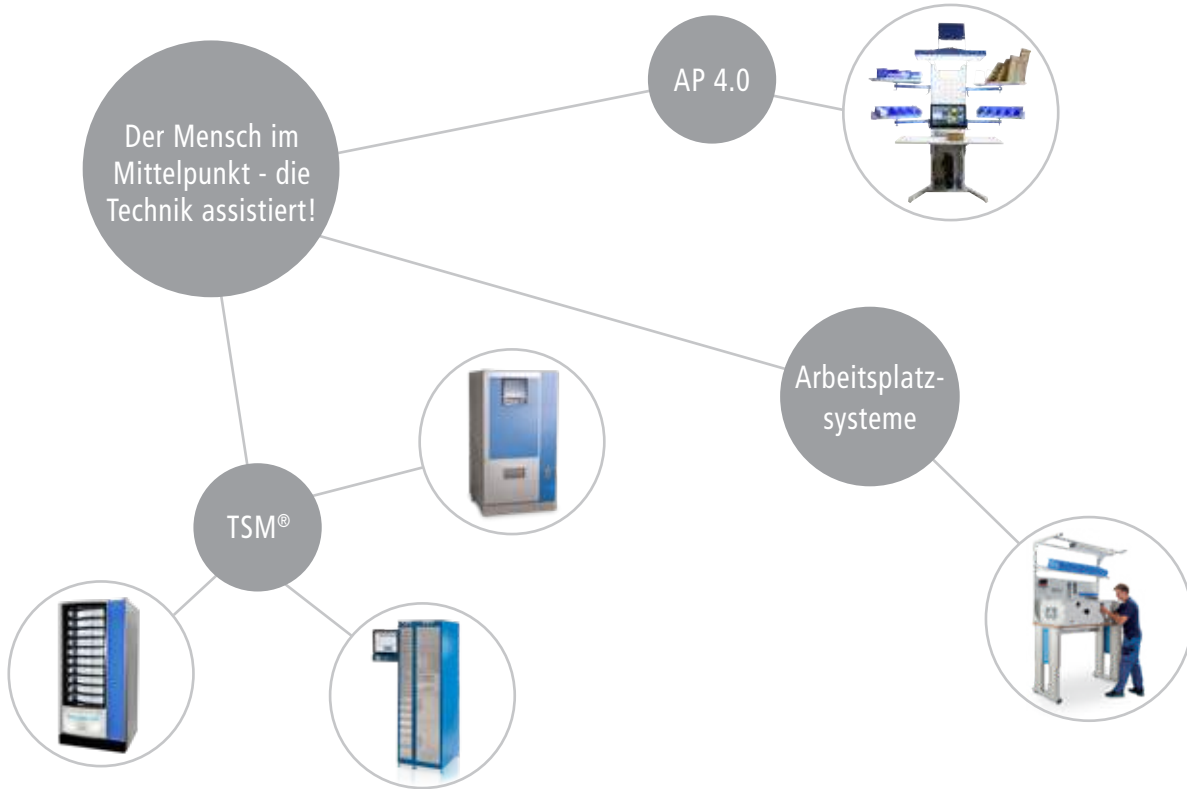 Der Mensch im
Mittelpunkt - die
Technik assistiert!
AP 4.0
Arbeitsplatz-
systeme
TSM®